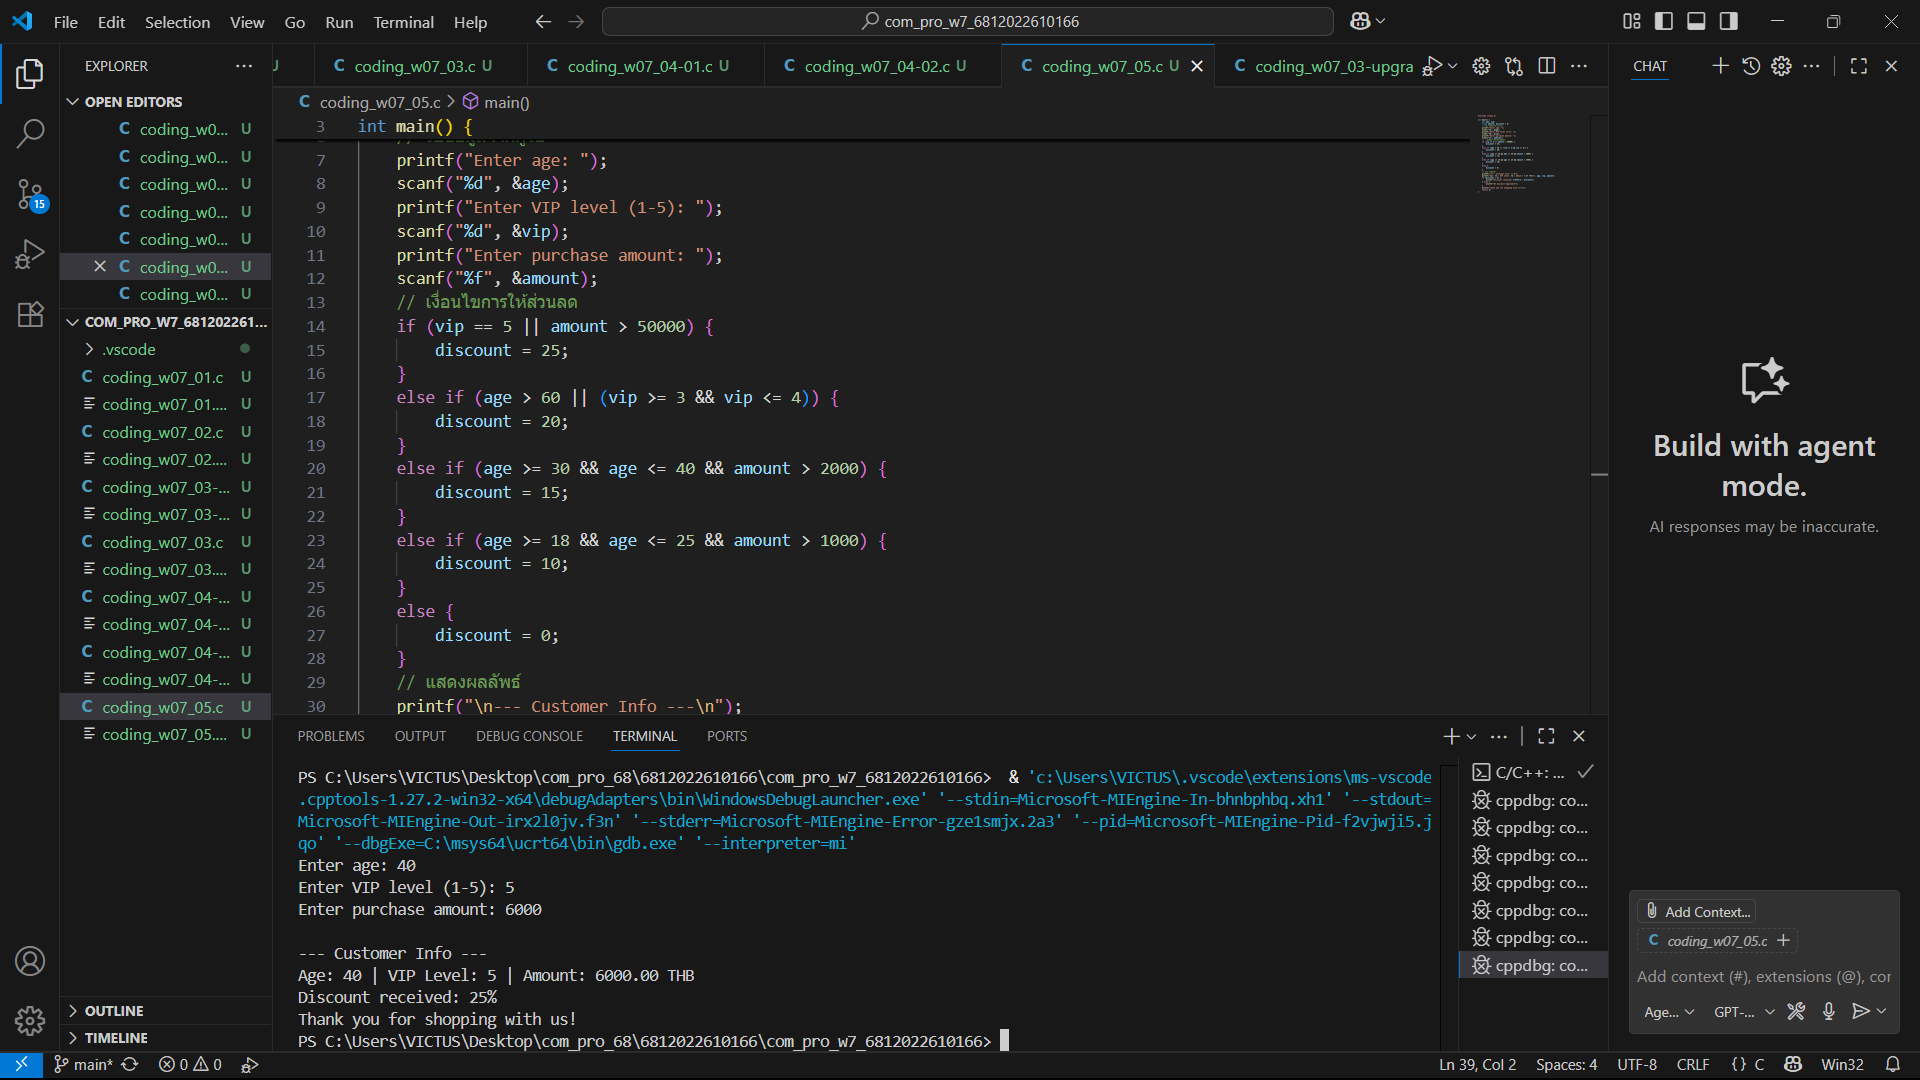 File Edit Selection View Go Run Terminal Help
com_pro_w7_6812022610166
EXPLORER
OPEN EDITORS
coding_w0... U
coding_w0... U
coding_w0... U
coding_w0... U
coding_w0... U
coding_w0... U
coding_w0... U
COM_PRO_W7_681202261...
.vscode
coding_w07_01.c U
coding_w07_01.... U
coding_w07_02.c U
coding_w07_02.... U
coding_w07_03-... U
coding_w07_03-... U
coding_w07_03.c U
coding_w07_03.... U
coding_w07_04-... U
coding_w07_04-... U
coding_w07_04-... U
coding_w07_04-... U
coding_w07_05.c U
coding_w07_05.... U
OUTLINE
TIMELINE
15
U C coding_w07_03.c U C coding_w07_04-01.c U C coding_w07_04-02.c U C coding_w07_05.c U C coding_w07_03-upgra
C coding_w07_05.c > main()
3 int main() {
7 printf("Enter age: ");
8 scanf("%d", &age);
9 printf("Enter VIP level (1-5): ");
10 scanf("%d", &vip);
11 printf("Enter purchase amount: ");
12 scanf("%f", &amount);
13 // เงื่อนไขการให้ส่วนลด
14 if (vip == 5 || amount > 50000) {
15 discount = 25;
16 }
17 else if (age > 60 || (vip >= 3 && vip <= 4)) {
18 discount = 20;
19 }
20 else if (age >= 30 && age <= 40 && amount > 2000) {
21 discount = 15;
22 }
23 else if (age >= 18 && age <= 25 && amount > 1000) {
24 discount = 10;
25 }
26 else {
27 discount = 0;
28 }
29 // แสดงผลลัพธ์
30 printf("\n--- Customer Info ---\n");
PROBLEMS OUTPUT DEBUG CONSOLE TERMINAL PORTS
PS C:\Users\VICTUS\Desktop\com_pro_68\6812022610166\com_pro_w7_6812022610166> & 'c:\Users\VICTUS\.vscode\extensions\ms-vscode
.cpptools-1.27.2-win32-x64\debugAdapters\bin\WindowsDebugLauncher.exe' '--stdin=Microsoft-MIEngine-In-bhnbphbq.xh1' '--stdout=
Microsoft-MIEngine-Out-irx2l0jv.f3n' '--stderr=Microsoft-MIEngine-Error-gze1smjx.2a3' '--pid=Microsoft-MIEngine-Pid-f2vjwji5.j
qo' '--dbgExe=C:\msys64\ucrt64\bin\gdb.exe' '--interpreter=mi'
Enter age: 40
Enter VIP level (1-5): 5
Enter purchase amount: 6000
--- Customer Info ---
Age: 40 | VIP Level: 5 | Amount: 6000.00 THB
Discount received: 25%
Thank you for shopping with us!
PS C:\Users\VICTUS\Desktop\com_pro_68\6812022610166\com_pro_w7_6812022610166>
C/C++: ...
cppdbg: co...
cppdbg: co...
cppdbg: co...
cppdbg: co...
cppdbg: co...
cppdbg: co...
cppdbg: co...
CHAT
Build with agent
mode.
AI responses may be inaccurate.
Add Context...
C coding_w07_05.c
Add context (#), extensions (@), cor
Age... GPT-...
main* 0 0
Ln 39, Col 2 Spaces: 4 UTF-8 CRLF {} C Win32